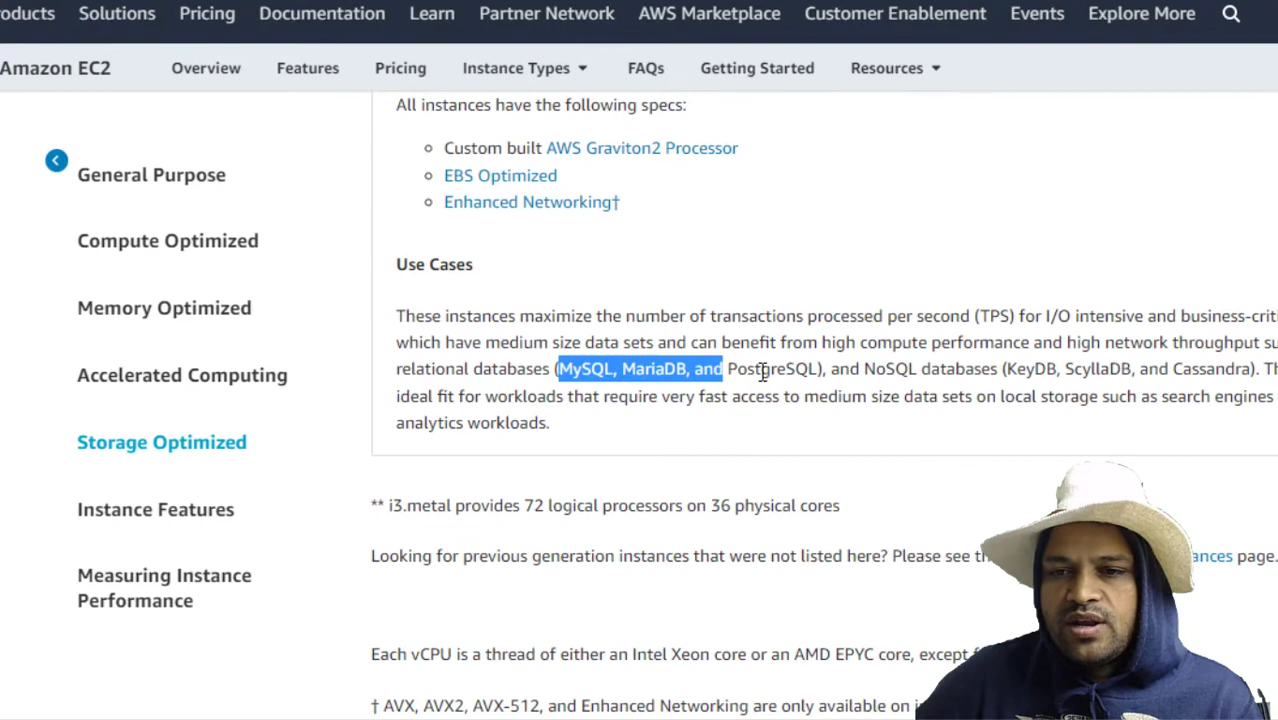 Solutions Pricing Documentation Learn Partner Network AWS Marketplace Customer Enablement Events Explore More
Amazon EC2 Overview Features Pricing Instance Types FAQs Getting Started Resources
All instances have the following specs:
Custom built AWS Graviton2 Processor
EBS Optimized
Enhanced Networking†
General Purpose
Compute Optimized
Memory Optimized
Accelerated Computing
Storage Optimized
Instance Features
Measuring Instance
Performance
Use Cases
These instances maximize the number of transactions processed per second (TPS) for I/O intensive and
which have medium size data sets and can benefit from high compute performance and high network throughput
relational databases (MySQL, MariaDB, and PostgreSQL), and NoSQL databases (KeyDB, ScyllaDB, and Cassandra).
ideal fit for workloads that require very fast access to medium size data sets on local storage such as search engines
analytics workloads.
** i3.metal provides 72 logical processors on 36 physical cores
Looking for previous generation instances that were not listed here? Please see page.
Each vCPU is a thread of either an Intel Xeon core or an AMD EPYC core, except
† AVX, AVX2, AVX-512, and Enhanced Networking are only available on